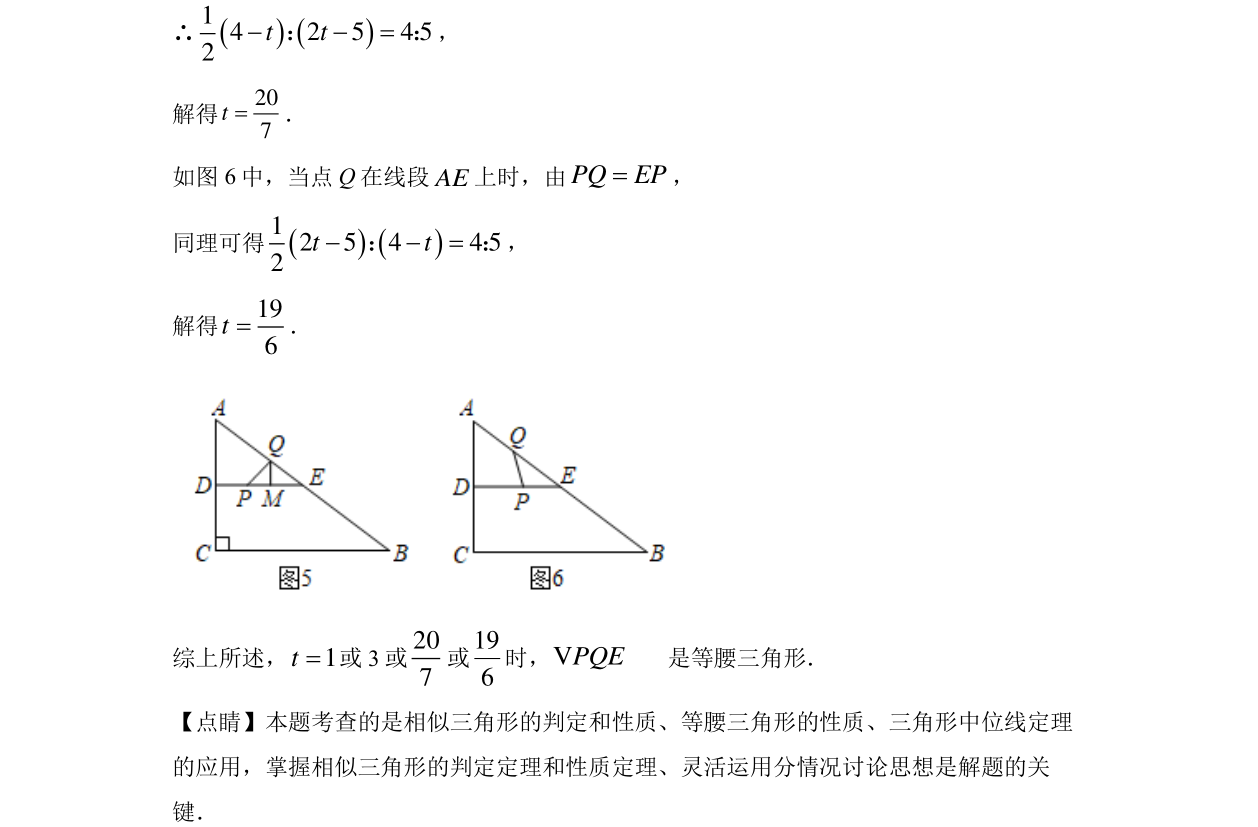 ∴ 1/2(4−t):(2t−5)=4:5，
解得 t=20/7．
如图 6 中，当点 Q 在线段 AE 上时，由 PQ=EP，
同理可得 1/2(2t−5):(4−t)=4:5，
解得 t=19/6．
A
Q
D P M E
C B
图5
A
Q
D P E
C B
图6
综上所述，t=1或 3 或 20/7 或 19/6 时，VPQE 是等腰三角形．
【点睛】本题考查的是相似三角形的判定和性质、等腰三角形的性质、三角形中位线定理
的应用，掌握相似三角形的判定定理和性质定理、灵活运用分情况讨论思想是解题的关
键．